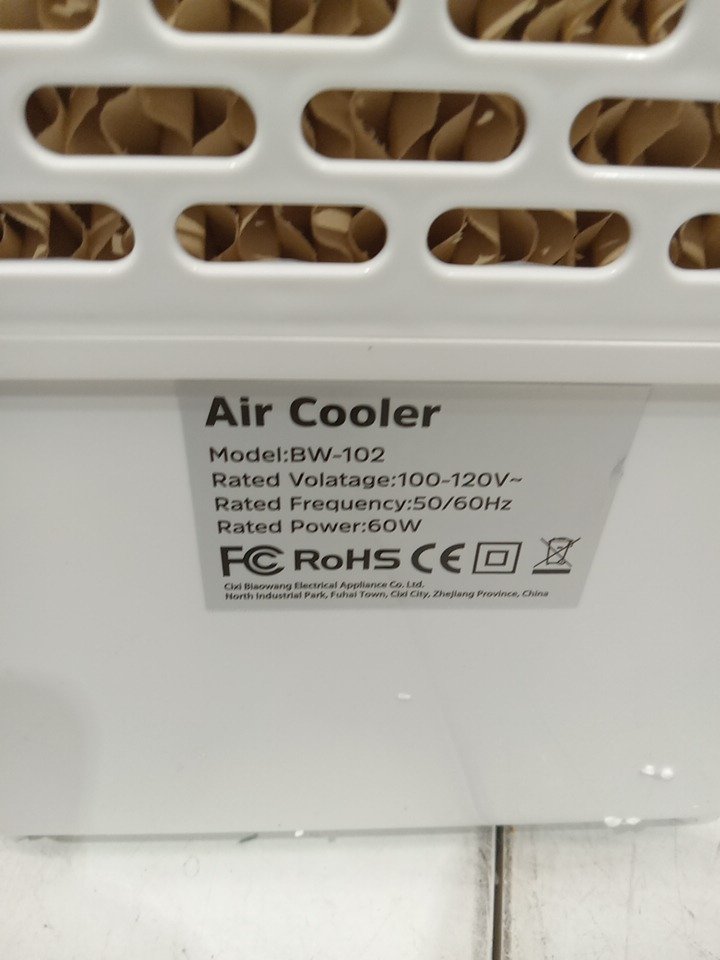 Air Cooler
Model:BW-102
Rated Volatage:100-120V~
Rated Frequency:50/60Hz
Rated Power:60W
FC RoHS CE
Cixi Biaowang Electrical Appliance Co. Ltd.
North Industrial Park, Fuhai Town, Cixi City, Zhejiang Province, China